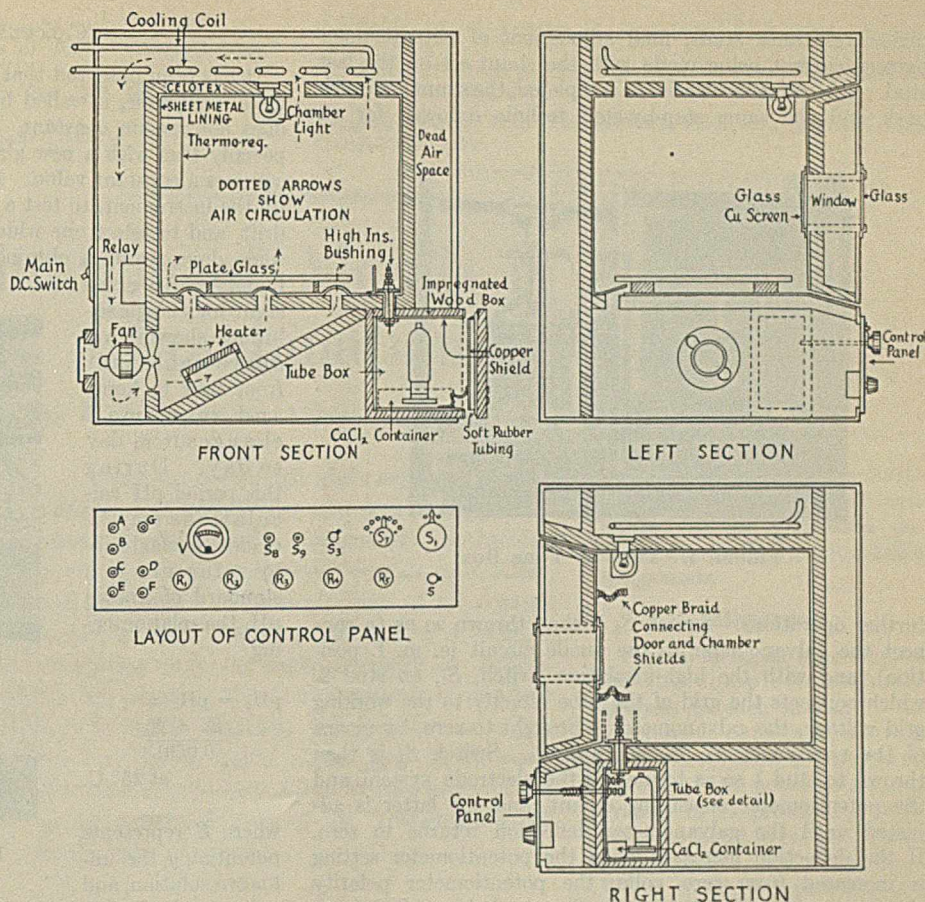 Cooling Coil
CELOTEX
SHEET METAL
LINING
Chamber
Light
Thermoreg.
Dead
Air
Space
DOTTED ARROWS
SHOW
AIR CIRCULATION
High Ins.
Bushing
Relay
Main
D.C. Switch
Plate Glass
Impregnated
Wood Box
Fan
Heater
Tube Box
Copper
Shield
CaCl₂ Container
Soft Rubber
Tubing
FRONT SECTION
Glass
Cu Screen
Window
Glass
Control
Panel
LEFT SECTION
A
G
B
C
D
E
F
V
S₈
S₉
S₃
S₇
S₁
R₁
R₂
R₃
R₄
R₅
S
LAYOUT OF CONTROL PANEL
Copper Braid
Connecting
Door and Chamber
Shields
Control
Panel
Tube Box
(see detail)
CaCl₂ Container
RIGHT SECTION